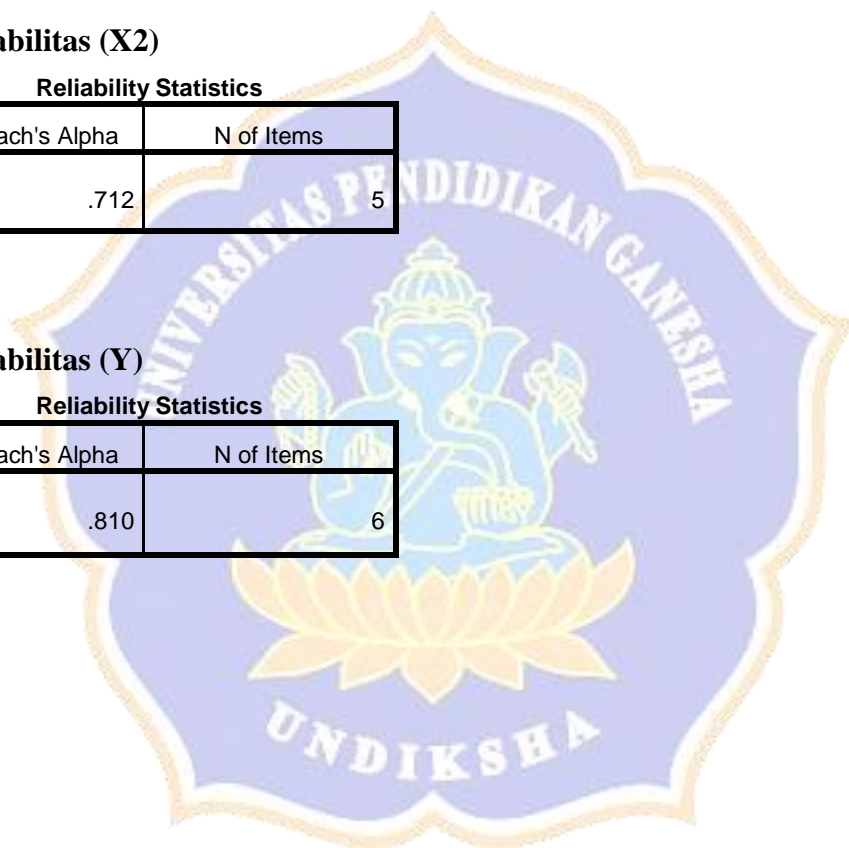 abilitas (X2)
Reliability Statistics
ach's Alpha N of Items
.712 5
abilitas (Y)
Reliability Statistics
ach's Alpha N of Items
.810 6
UNIVERSITAS PENDIDIKAN GANESHA
UNDIKSHA